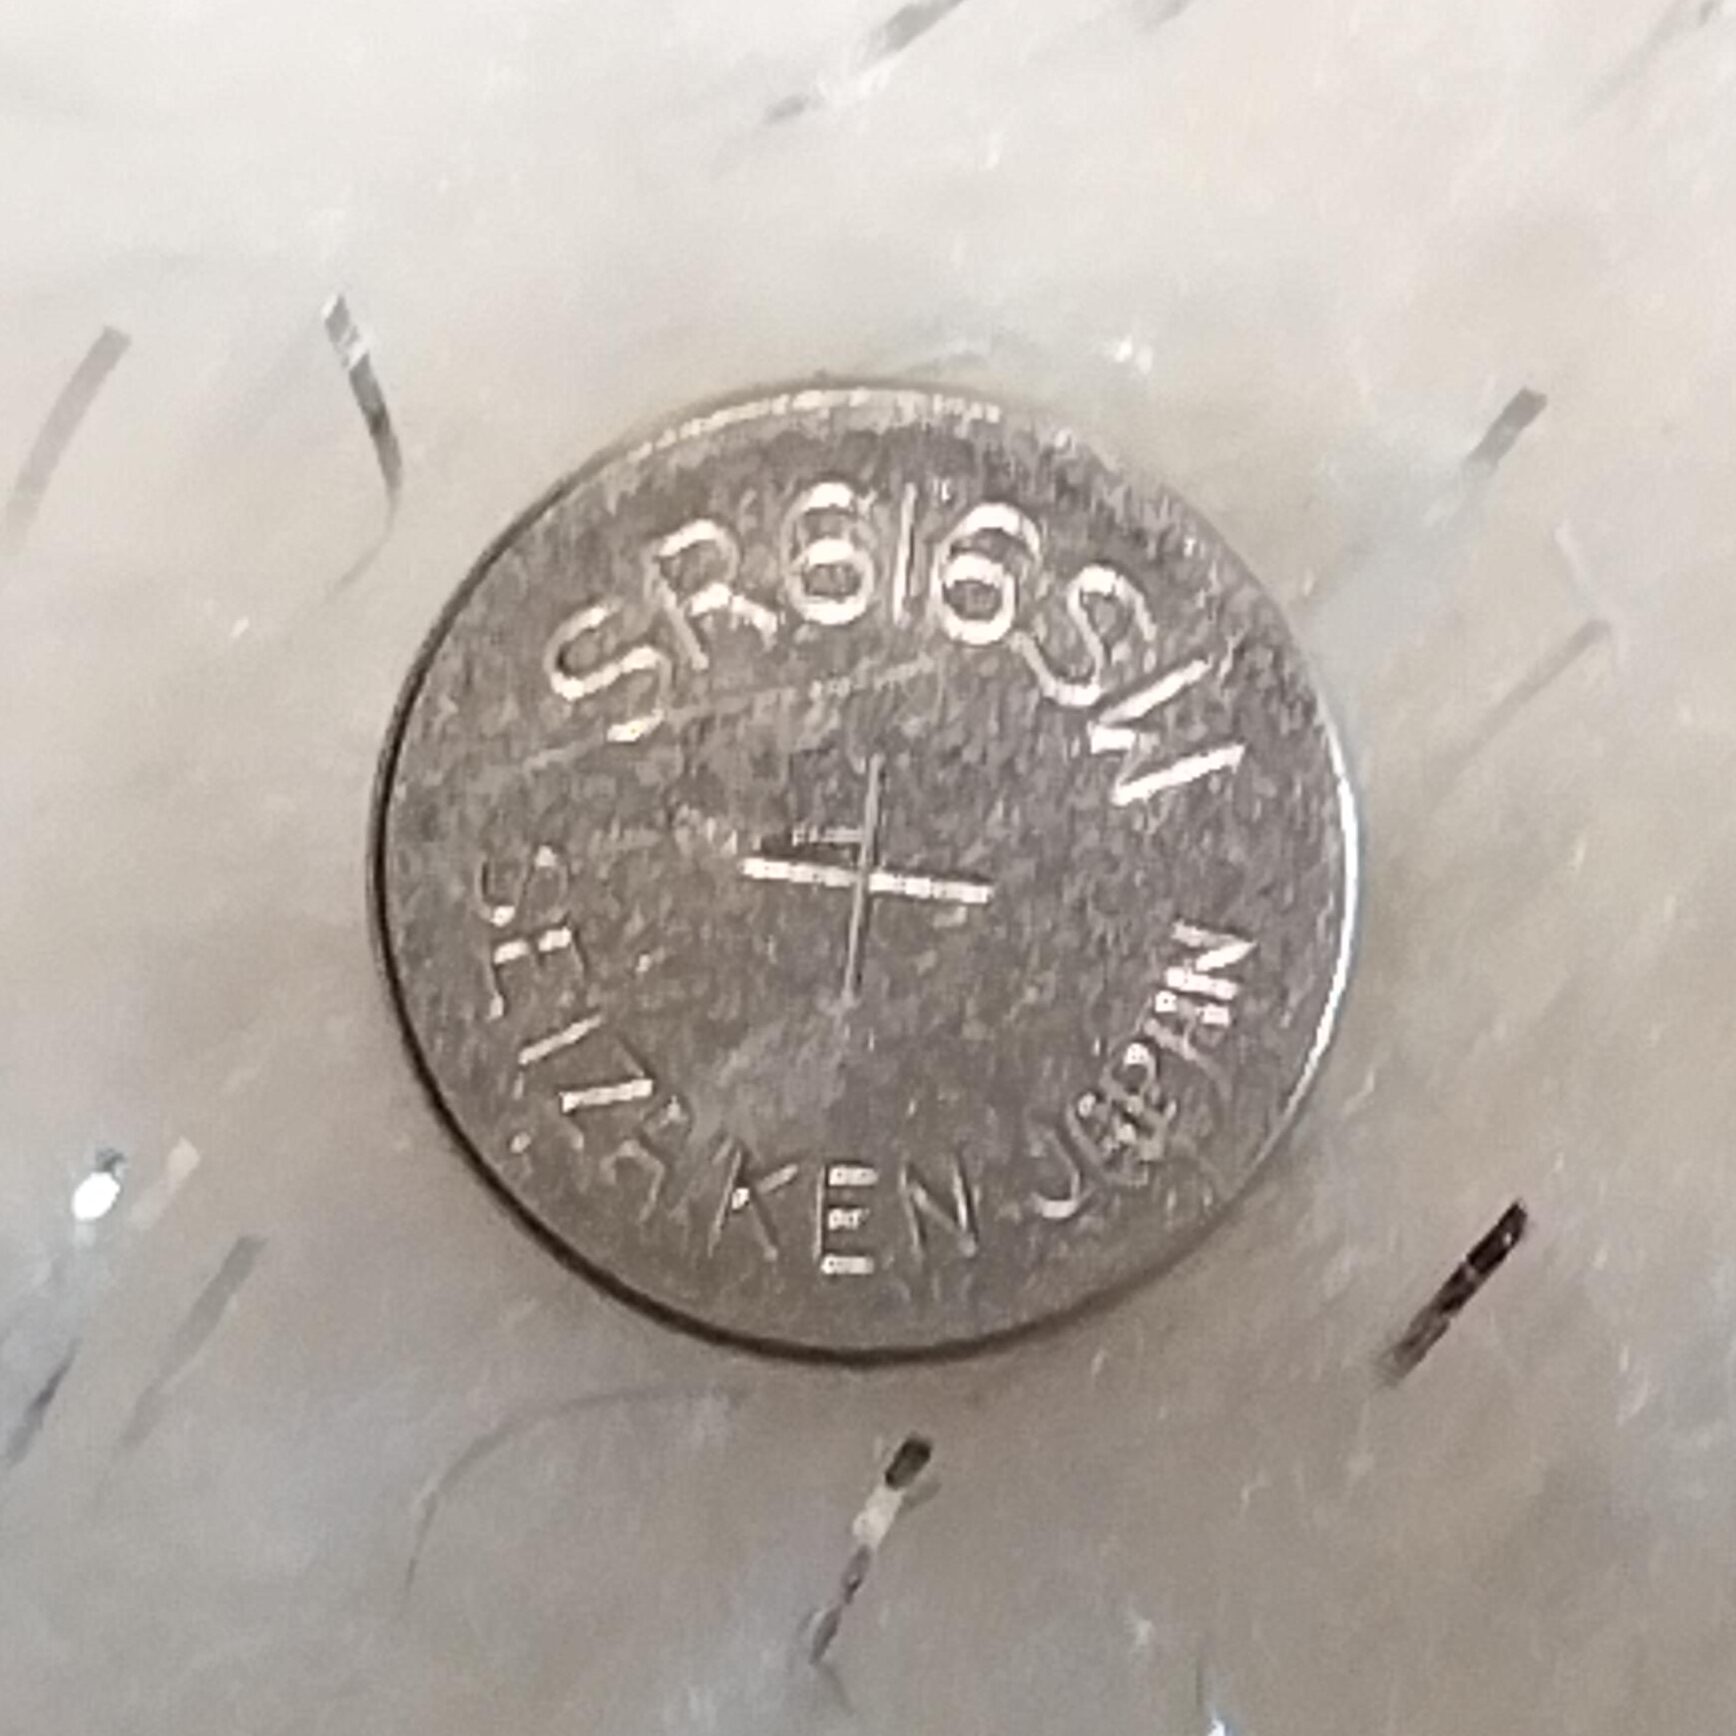 SR616SW
+
SEIZAIKEN JAPAN